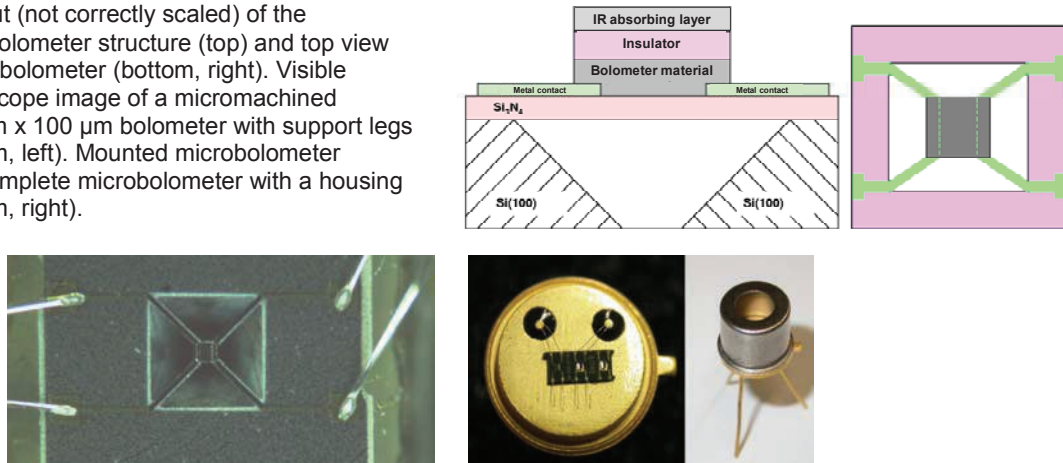 ut (not correctly scaled) of the
olometer structure (top) and top view
bolometer (bottom, right). Visible
cope image of a micromachined
m x 100 µm bolometer with support legs
m, left). Mounted microbolometer
mplete microbolometer with a housing
m, right).
IR absorbing layer
Insulator
Bolometer material
Metal contact
Metal contact
Si₃N₄
Si(100)
Si(100)